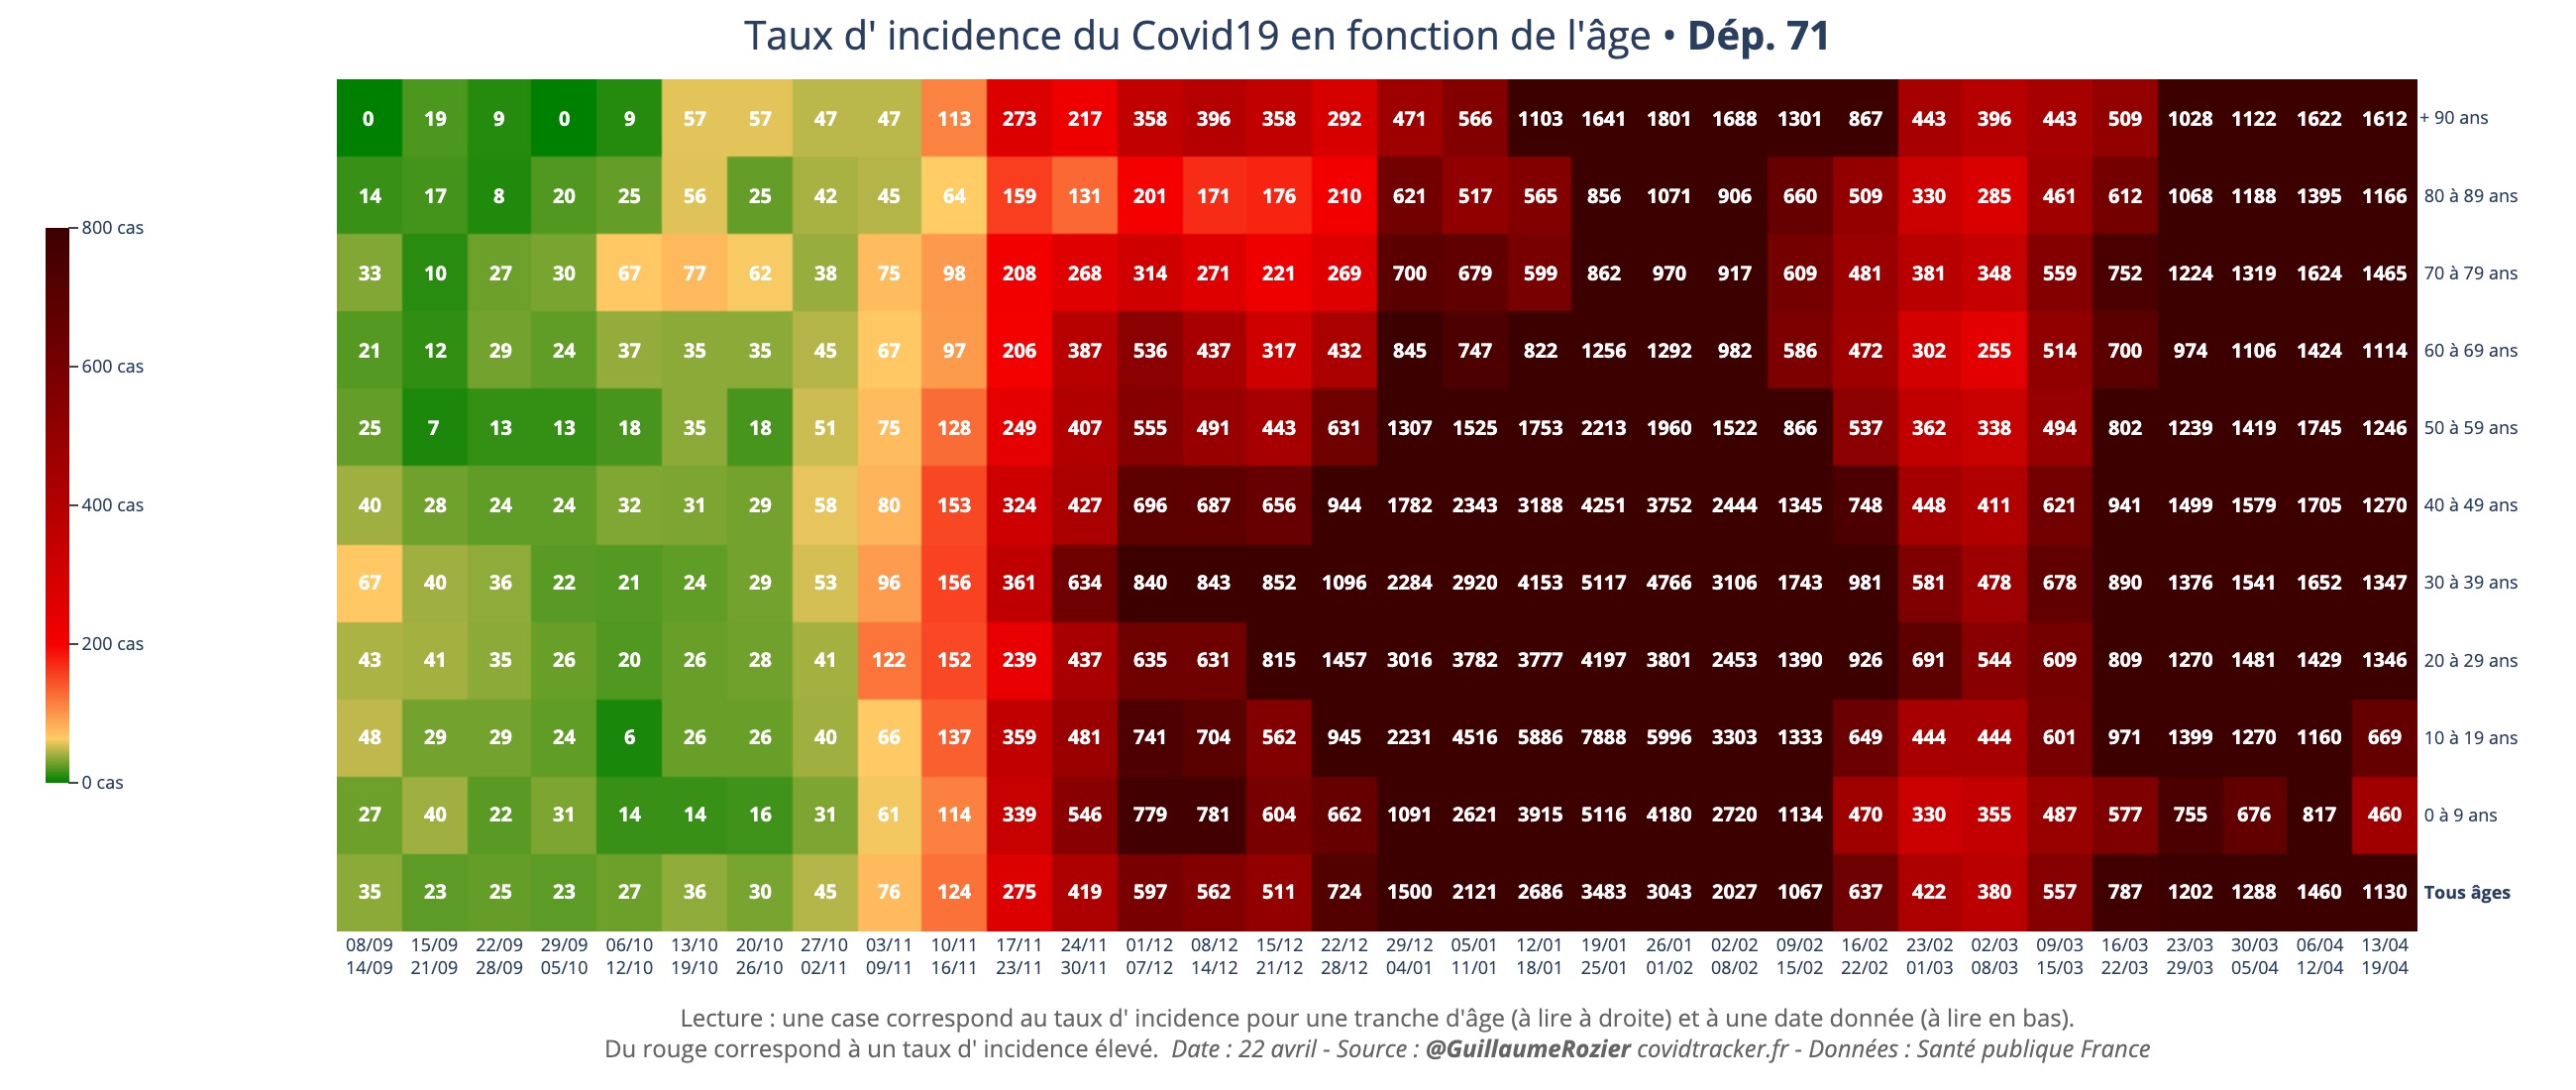 Taux d' incidence du Covid19 en fonction de l'âge • Dép. 71
800 cas
600 cas
400 cas
200 cas
0 cas
0 19 9 0 9 57 57 47 47 113 273 217 358 396 358 292 471 566 1103 1641 1801 1688 1301 867 443 396 443 509 1028 1122 1622 1612 + 90 ans
14 17 8 20 25 56 25 42 45 64 159 131 201 171 176 210 621 517 565 856 1071 906 660 509 330 285 461 612 1068 1188 1395 1166 80 à 89 ans
33 10 27 30 67 77 62 38 75 98 208 268 314 271 221 269 700 679 599 862 970 917 609 481 381 348 559 752 1224 1319 1624 1465 70 à 79 ans
21 12 29 24 37 35 35 45 67 97 206 387 536 437 317 432 845 747 822 1256 1292 982 586 472 302 255 514 700 974 1106 1424 1114 60 à 69 ans
25 7 13 13 18 35 18 51 75 128 249 407 555 491 443 631 1307 1525 1753 2213 1960 1522 866 537 362 338 494 802 1239 1419 1745 1246 50 à 59 ans
40 28 24 24 32 31 29 58 80 153 324 427 696 687 656 944 1782 2343 3188 4251 3752 2444 1345 748 448 411 621 941 1499 1579 1705 1270 40 à 49 ans
67 40 36 22 21 24 29 53 96 156 361 634 840 843 852 1096 2284 2920 4153 5117 4766 3106 1743 981 581 478 678 890 1376 1541 1652 1347 30 à 39 ans
43 41 35 26 20 26 28 41 122 152 239 437 635 631 815 1457 3016 3782 3777 4197 3801 2453 1390 926 691 544 609 809 1270 1481 1429 1346 20 à 29 ans
48 29 29 24 6 26 26 40 66 137 359 481 741 704 562 945 2231 4516 5886 7888 5996 3303 1333 649 444 444 601 971 1399 1270 1160 669 10 à 19 ans
27 40 22 31 14 14 16 31 61 114 339 546 779 781 604 662 1091 2621 3915 5116 4180 2720 1134 470 330 355 487 577 755 676 817 460 0 à 9 ans
35 23 25 23 27 36 30 45 76 124 275 419 597 562 511 724 1500 2121 2686 3483 3043 2027 1067 637 422 380 557 787 1202 1288 1460 1130 Tous âges
08/09 15/09 22/09 29/09 06/10 13/10 20/10 27/10 03/11 10/11 17/11 24/11 01/12 08/12 15/12 22/12 29/12 05/01 12/01 19/01 26/01 02/02 09/02 16/02 23/02 02/03 09/03 16/03 23/03 30/03 06/04 13/04
14/09 21/09 28/09 05/10 12/10 19/10 26/10 02/11 09/11 16/11 23/11 30/11 07/12 14/12 21/12 28/12 04/01 11/01 18/01 25/01 01/02 08/02 15/02 22/02 01/03 08/03 15/03 22/03 29/03 05/04 12/04 19/04
Lecture : une case correspond au taux d' incidence pour une tranche d'âge (à lire à droite) et à une date donnée (à lire en bas).
Du rouge correspond à un taux d' incidence élevé. Date : 22 avril - Source : @GuillaumeRozier covidtracker.fr - Données : Santé publique France